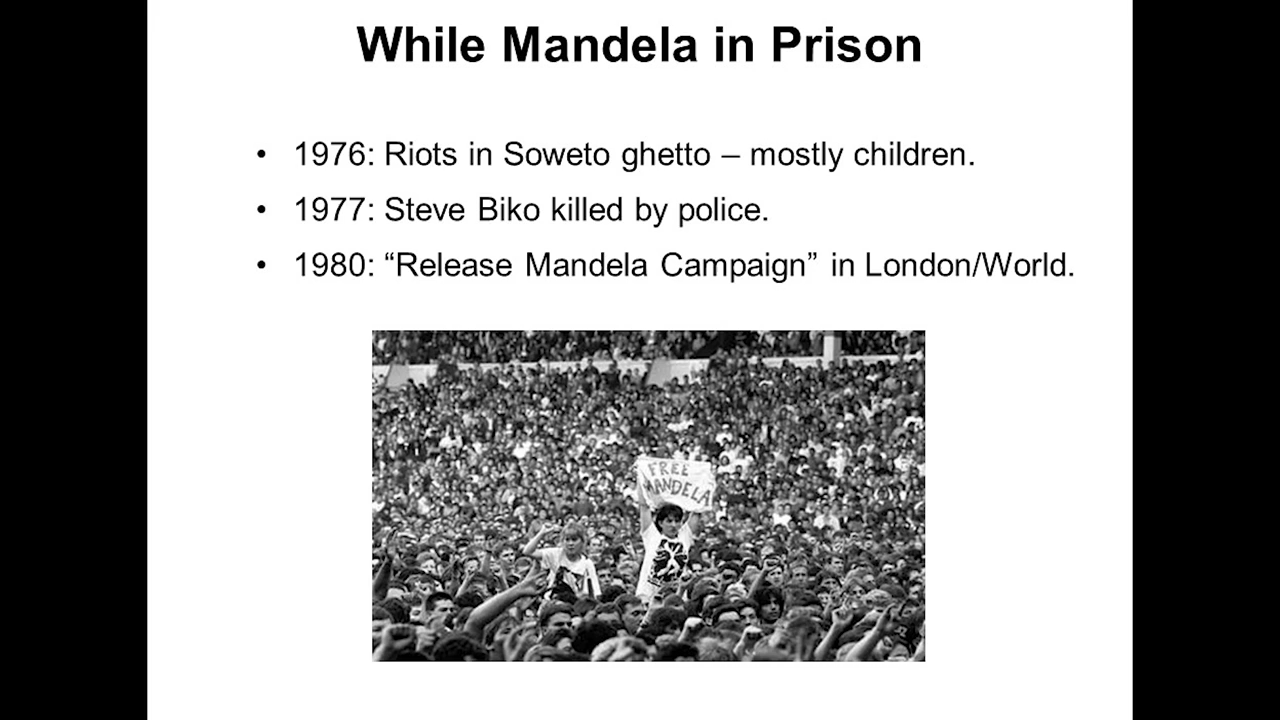 While Mandela in Prison
• 1976: Riots in Soweto ghetto – mostly children.
• 1977: Steve Biko killed by police.
• 1980: “Release Mandela Campaign” in London/World.
FREE
MANDELA